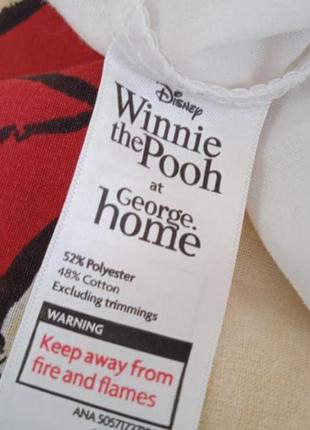 Disney
Winnie
the Pooh
at
George.
home
52% Polyester
48% Cotton
Excluding trimmings
WARNING
Keep away from
fire and flames
ANA